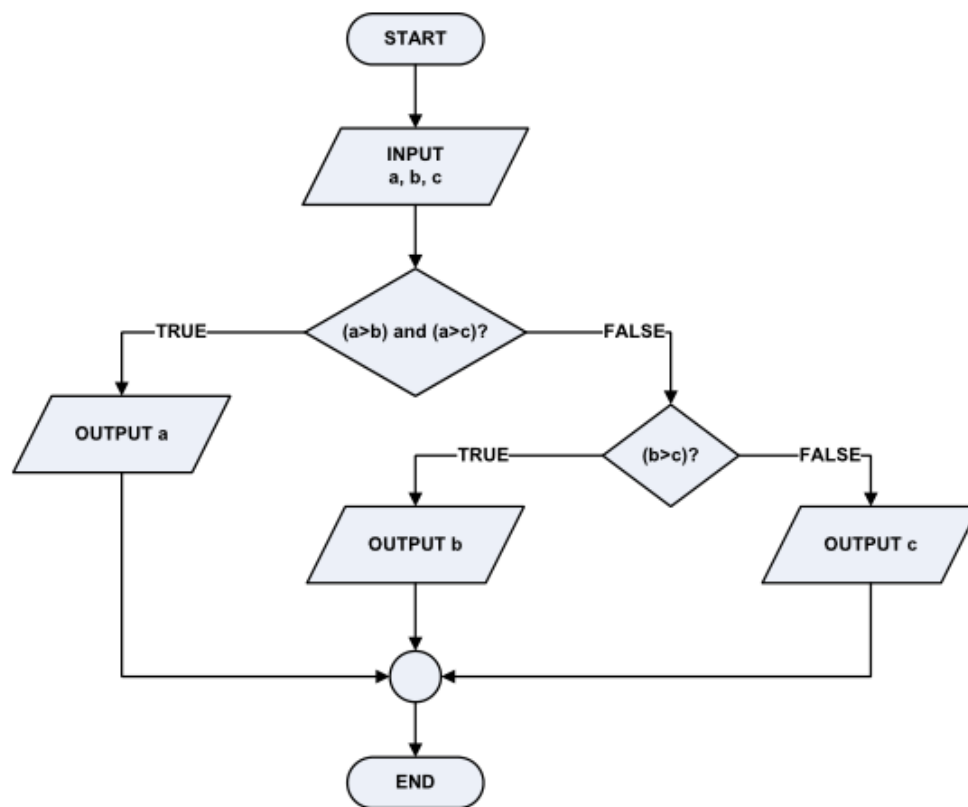 START
INPUT
a, b, c
(a>b) and (a>c)?
TRUE
FALSE
OUTPUT a
(b>c)?
TRUE
FALSE
OUTPUT b
OUTPUT c
END